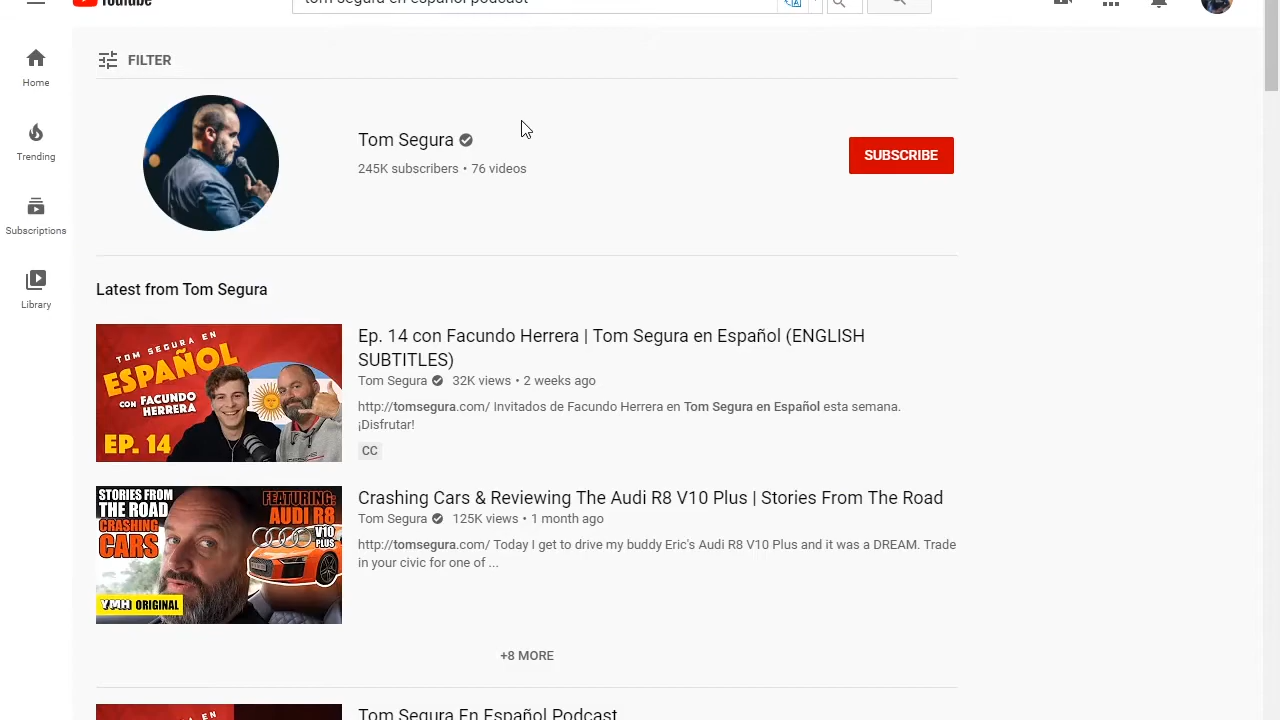 YouTube
tom segura en español podcast
FILTER
Home
Trending
Subscriptions
Library
Tom Segura
245K subscribers • 76 videos
SUBSCRIBE
Latest from Tom Segura
TOM SEGURA EN
ESPAÑOL
CON FACUNDO
HERRERA
EP. 14
Ep. 14 con Facundo Herrera | Tom Segura en Español (ENGLISH
SUBTITLES)
Tom Segura 32K views • 2 weeks ago
http://tomsegura.com/ Invitados de Facundo Herrera en Tom Segura en Español esta semana.
¡Disfrutar!
CC
STORIES FROM
THE ROAD
CRASHING
CARS
FEATURING:
AUDI R8
V10
PLUS
YMH ORIGINAL
Crashing Cars & Reviewing The Audi R8 V10 Plus | Stories From The Road
Tom Segura 125K views • 1 month ago
http://tomsegura.com/ Today I get to drive my buddy Eric's Audi R8 V10 Plus and it was a DREAM. Trade
in your civic for one of ...
+8 MORE
Tom Segura En Español Podcast